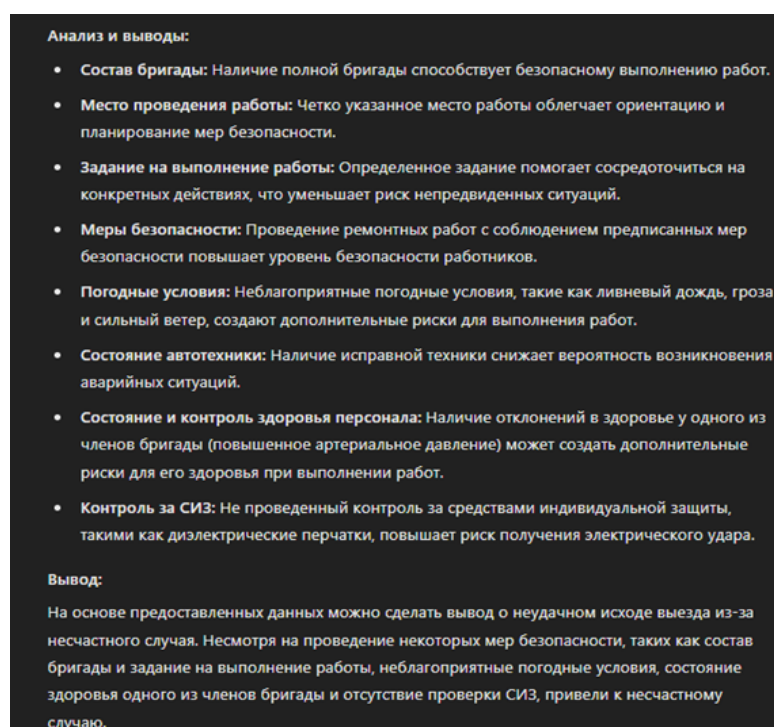 Анализ и выводы:
• Состав бригады: Наличие полной бригады способствует безопасному выполнению работ.
• Место проведения работы: Четко указанное место работы облегчает ориентацию и
планирование мер безопасности.
• Задание на выполнение работы: Определенное задание помогает сосредоточиться на
конкретных действиях, что уменьшает риск непредвиденных ситуаций.
• Меры безопасности: Проведение ремонтных работ с соблюдением предписанных мер
безопасности повышает уровень безопасности работников.
• Погодные условия: Неблагоприятные погодные условия, такие как ливневый дождь, гроза
и сильный ветер, создают дополнительные риски для выполнения работ.
• Состояние автотехники: Наличие исправной техники снижает вероятность возникновения
аварийных ситуаций.
• Состояние и контроль здоровья персонала: Наличие отклонений в здоровье у одного из
членов бригады (повышенное артериальное давление) может создать дополнительные
риски для его здоровья при выполнении работ.
• Контроль за СИЗ: Не проведенный контроль за средствами индивидуальной защиты,
такими как диэлектрические перчатки, повышает риск получения электрического удара.
Вывод:
На основе предоставленных данных можно сделать вывод о неудачном исходе выезда из-за
несчастного случая. Несмотря на проведение некоторых мер безопасности, таких как состав
бригады и задание на выполнение работы, неблагоприятные погодные условия, состояние
здоровья одного из членов бригады и отсутствие проверки СИЗ, привели к несчастному
случаю.